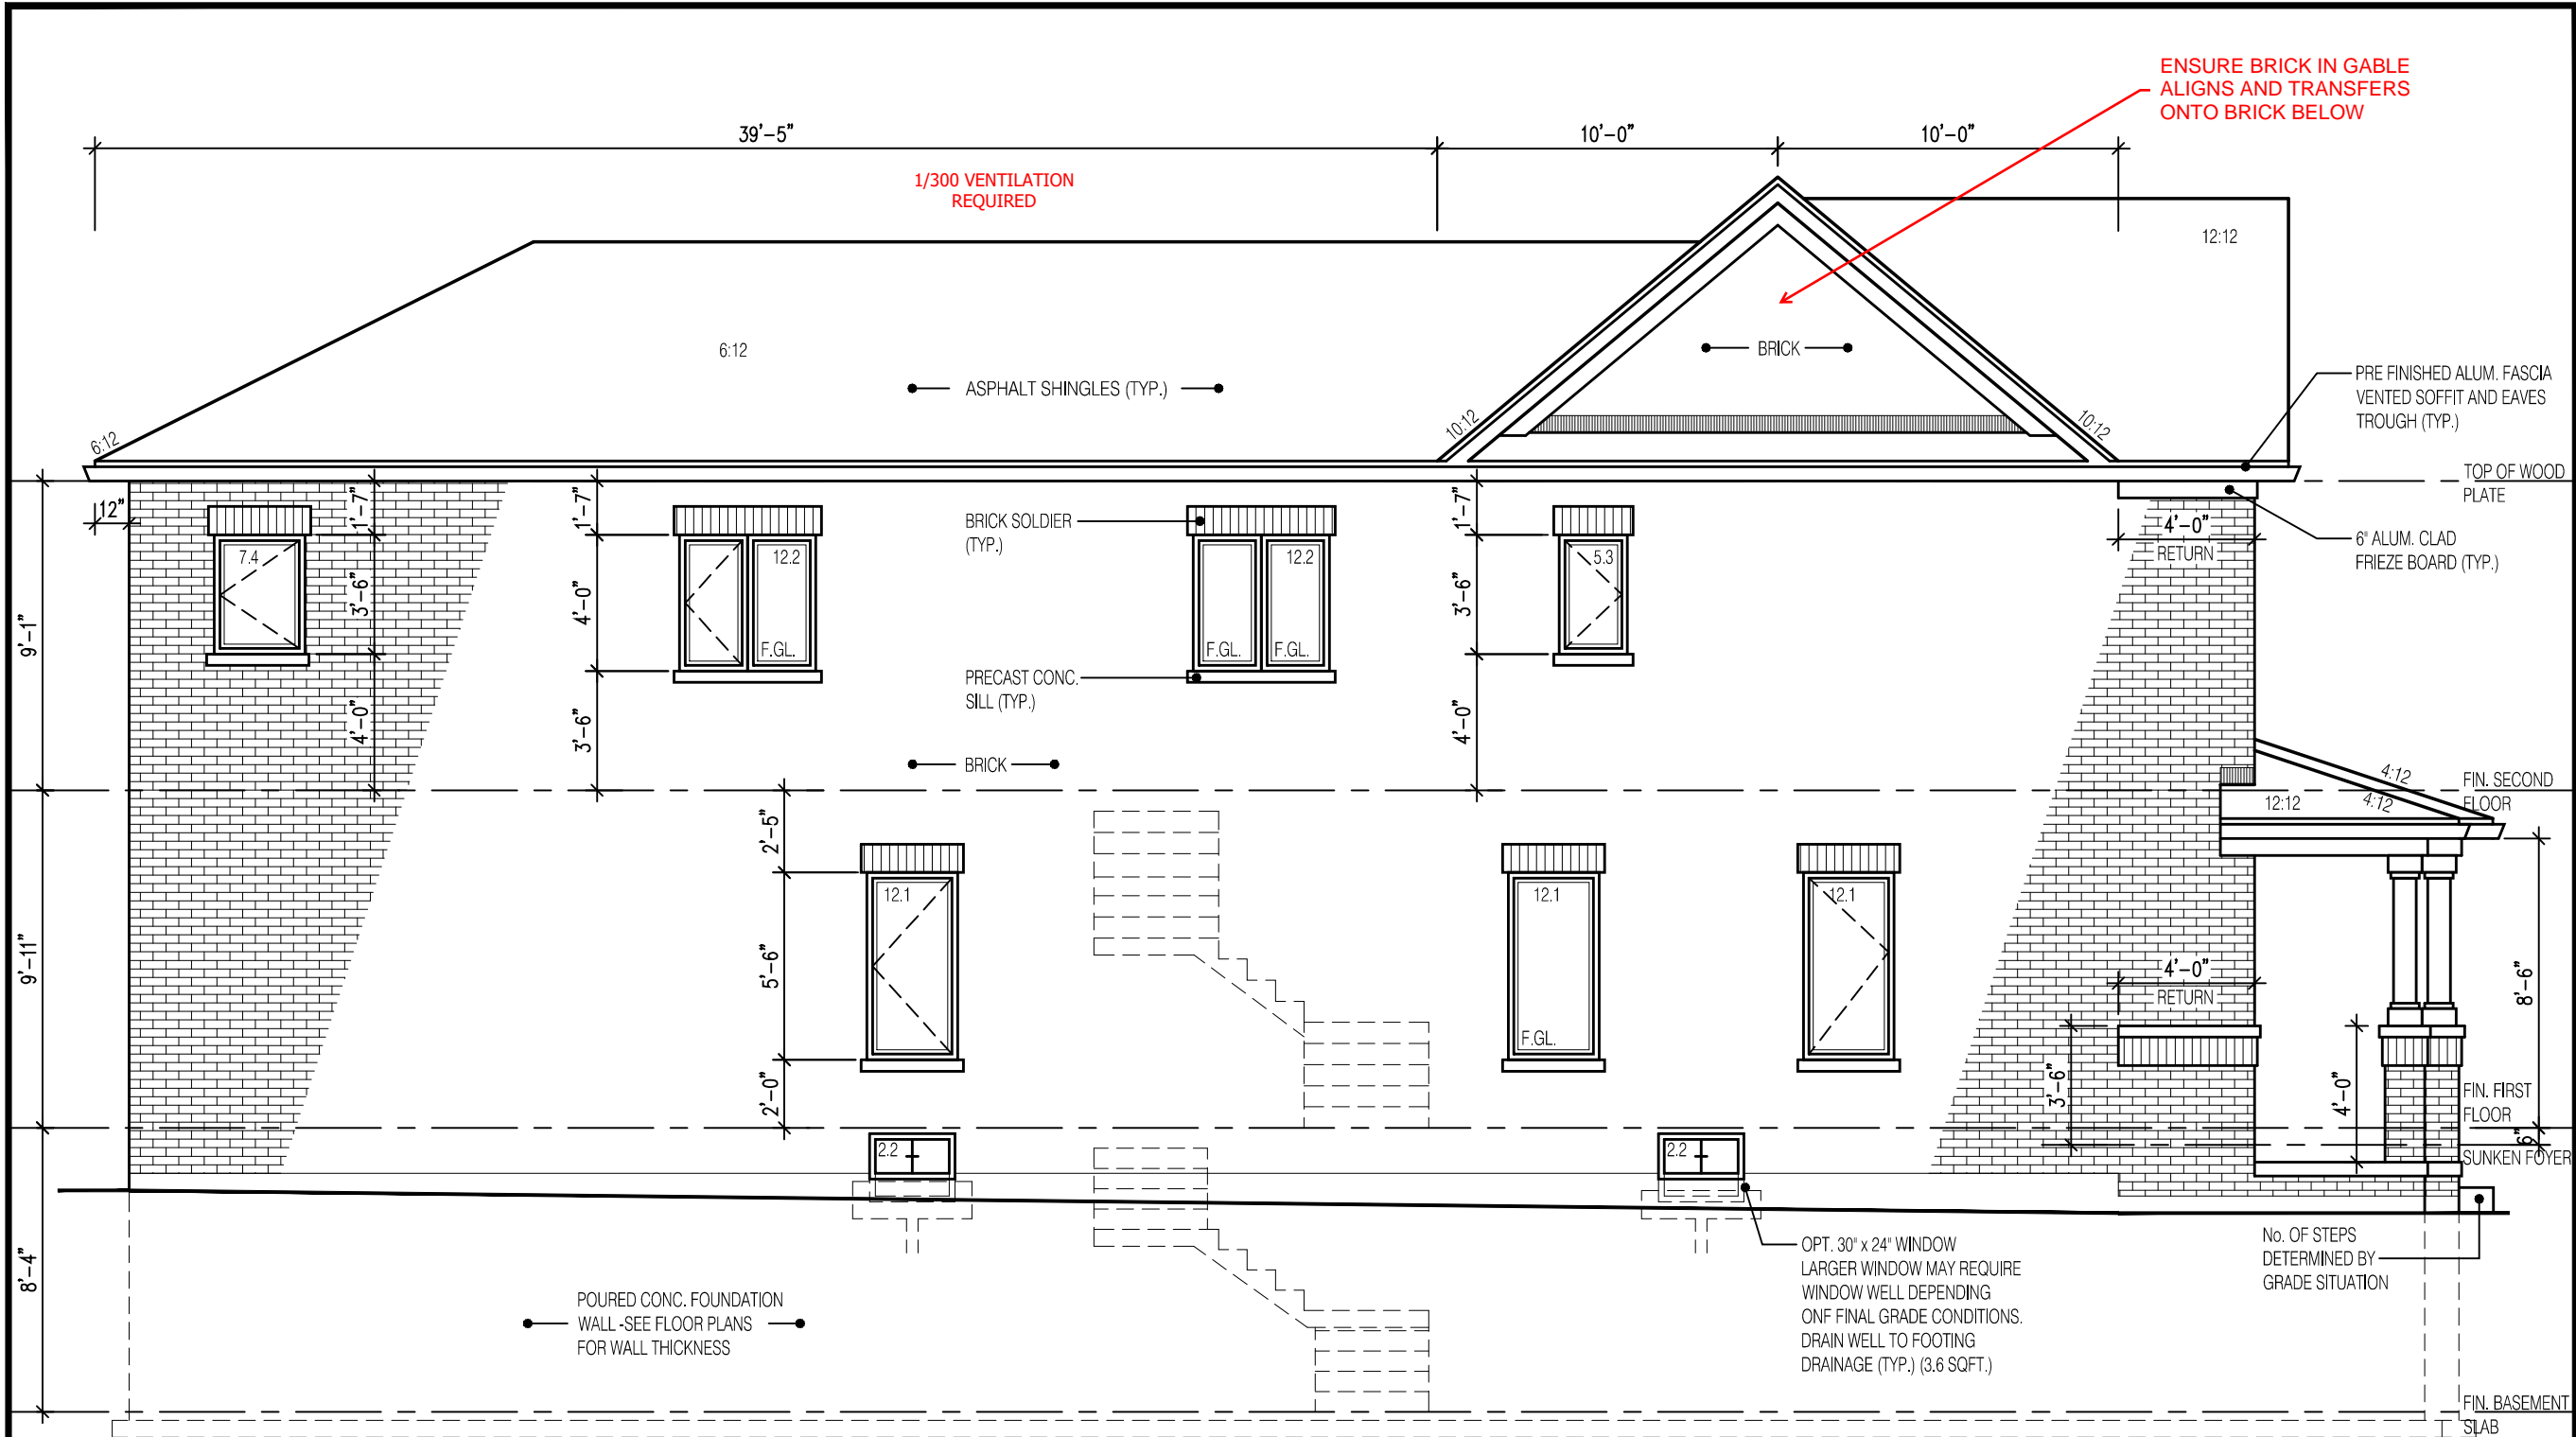 ENSURE BRICK IN GABLE
ALIGNS AND TRANSFERS
ONTO BRICK BELOW
39'-5"
10'-0"
10'-0"
1/300 VENTILATION
REQUIRED
12:12
6:12
BRICK
ASPHALT SHINGLES (TYP.)
PRE FINISHED ALUM. FASCIA
VENTED SOFFIT AND EAVES
TROUGH (TYP.)
6:12
10:12
10:12
TOP OF WOOD
PLATE
12"
1'-7"
1'-7"
1'-7"
BRICK SOLDIER
(TYP.)
4'-0"
RETURN
6" ALUM. CLAD
FRIEZE BOARD (TYP.)
7.4
12.2
12.2
5.3
3'-6"
4'-0"
3'-6"
F.GL.
F.GL.
F.GL.
9'-1"
PRECAST CONC.
SILL (TYP.)
4'-0"
3'-6"
4'-0"
BRICK
4:12
4:12
12:12
FIN. SECOND
FLOOR
2'-5"
12.1
12.1
12.1
9'-11"
5'-6"
4'-0"
RETURN
8'-6"
F.GL.
2'-0"
3'-6"
4'-0"
FIN. FIRST
FLOOR
6"
2.2
2.2
SUNKEN FOYER
8'-4"
OPT. 30" x 24" WINDOW
LARGER WINDOW MAY REQUIRE
WINDOW WELL DEPENDING
ONF FINAL GRADE CONDITIONS.
DRAIN WELL TO FOOTING
DRAINAGE (TYP.) (3.6 SQFT.)
No. OF STEPS
DETERMINED BY
GRADE SITUATION
POURED CONC. FOUNDATION
WALL -SEE FLOOR PLANS
FOR WALL THICKNESS
FIN. BASEMENT
SLAB